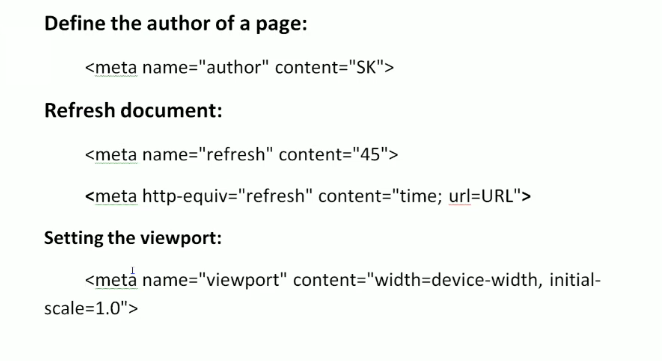 Define the author of a page:
<meta name="author" content="SK">
Refresh document:
<meta name="refresh" content="45">
<meta http-equiv="refresh" content="time; url=URL">
Setting the viewport:
<meta name="viewport" content="width=device-width, initial-
scale=1.0">